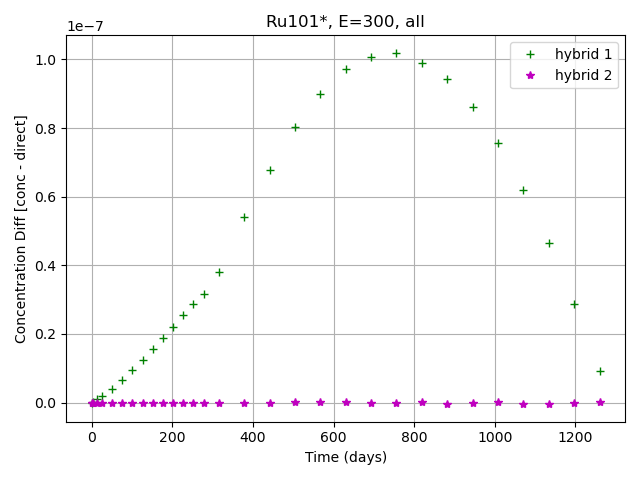 Ru101*, E=300, all
1e−7
hybrid 1
hybrid 2
1.0
0.8
0.6
0.4
0.2
0.0
Concentration Diff [conc - direct]
0 200 400 600 800 1000 1200
Time (days)